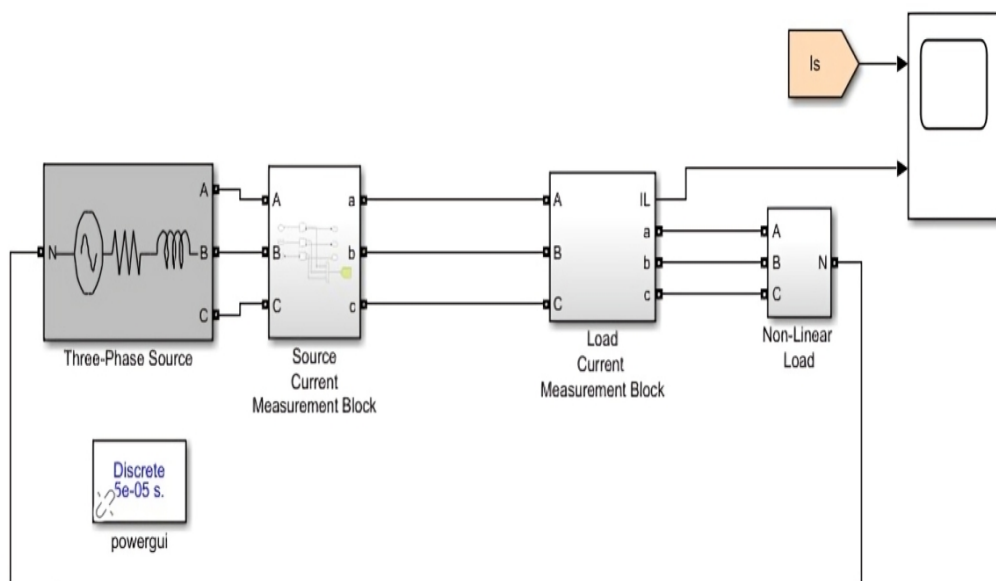 Is
N
A
B
C
Three-Phase Source
A
B
C
a
b
c
Source
Current
Measurement Block
A
B
C
IL
a
b
c
Load
Current
Measurement Block
A
B
C
N
Non-Linear
Load
Discrete
5e-05 s.
powergui